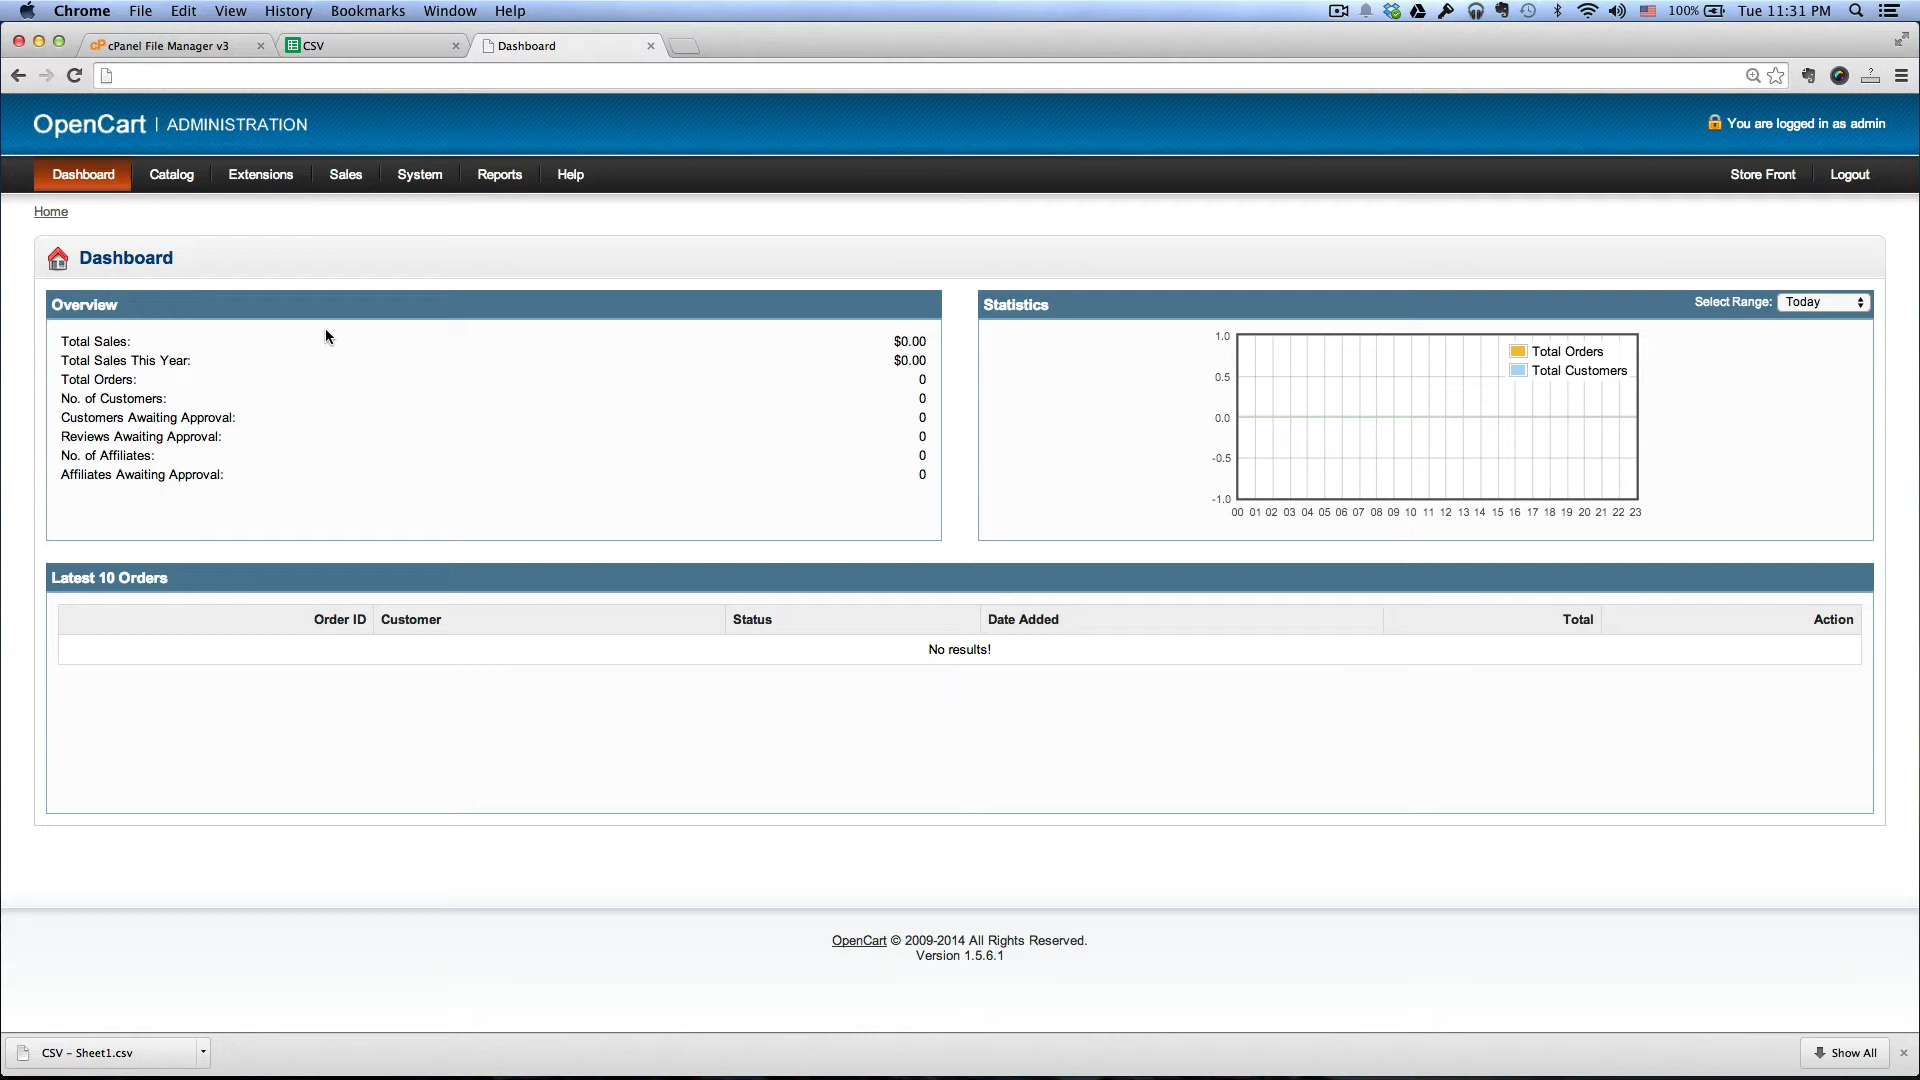 Chrome File Edit View History Bookmarks Window Help 100% Tue 11:31 PM
cPanel File Manager v3 CSV Dashboard
OpenCart | ADMINISTRATION You are logged in as admin
Dashboard Catalog Extensions Sales System Reports Help Store Front Logout
Home
Dashboard
Overview
Total Sales: $0.00
Total Sales This Year: $0.00
Total Orders: 0
No. of Customers: 0
Customers Awaiting Approval: 0
Reviews Awaiting Approval: 0
No. of Affiliates: 0
Affiliates Awaiting Approval: 0
Statistics Select Range: Today
1.0
0.5
0.0
-0.5
-1.0
Total Orders
Total Customers
00 01 02 03 04 05 06 07 08 09 10 11 12 13 14 15 16 17 18 19 20 21 22 23
Latest 10 Orders
Order ID Customer Status Date Added Total Action
No results!
OpenCart © 2009-2014 All Rights Reserved.
Version 1.5.6.1
CSV – Sheet1.csv Show All